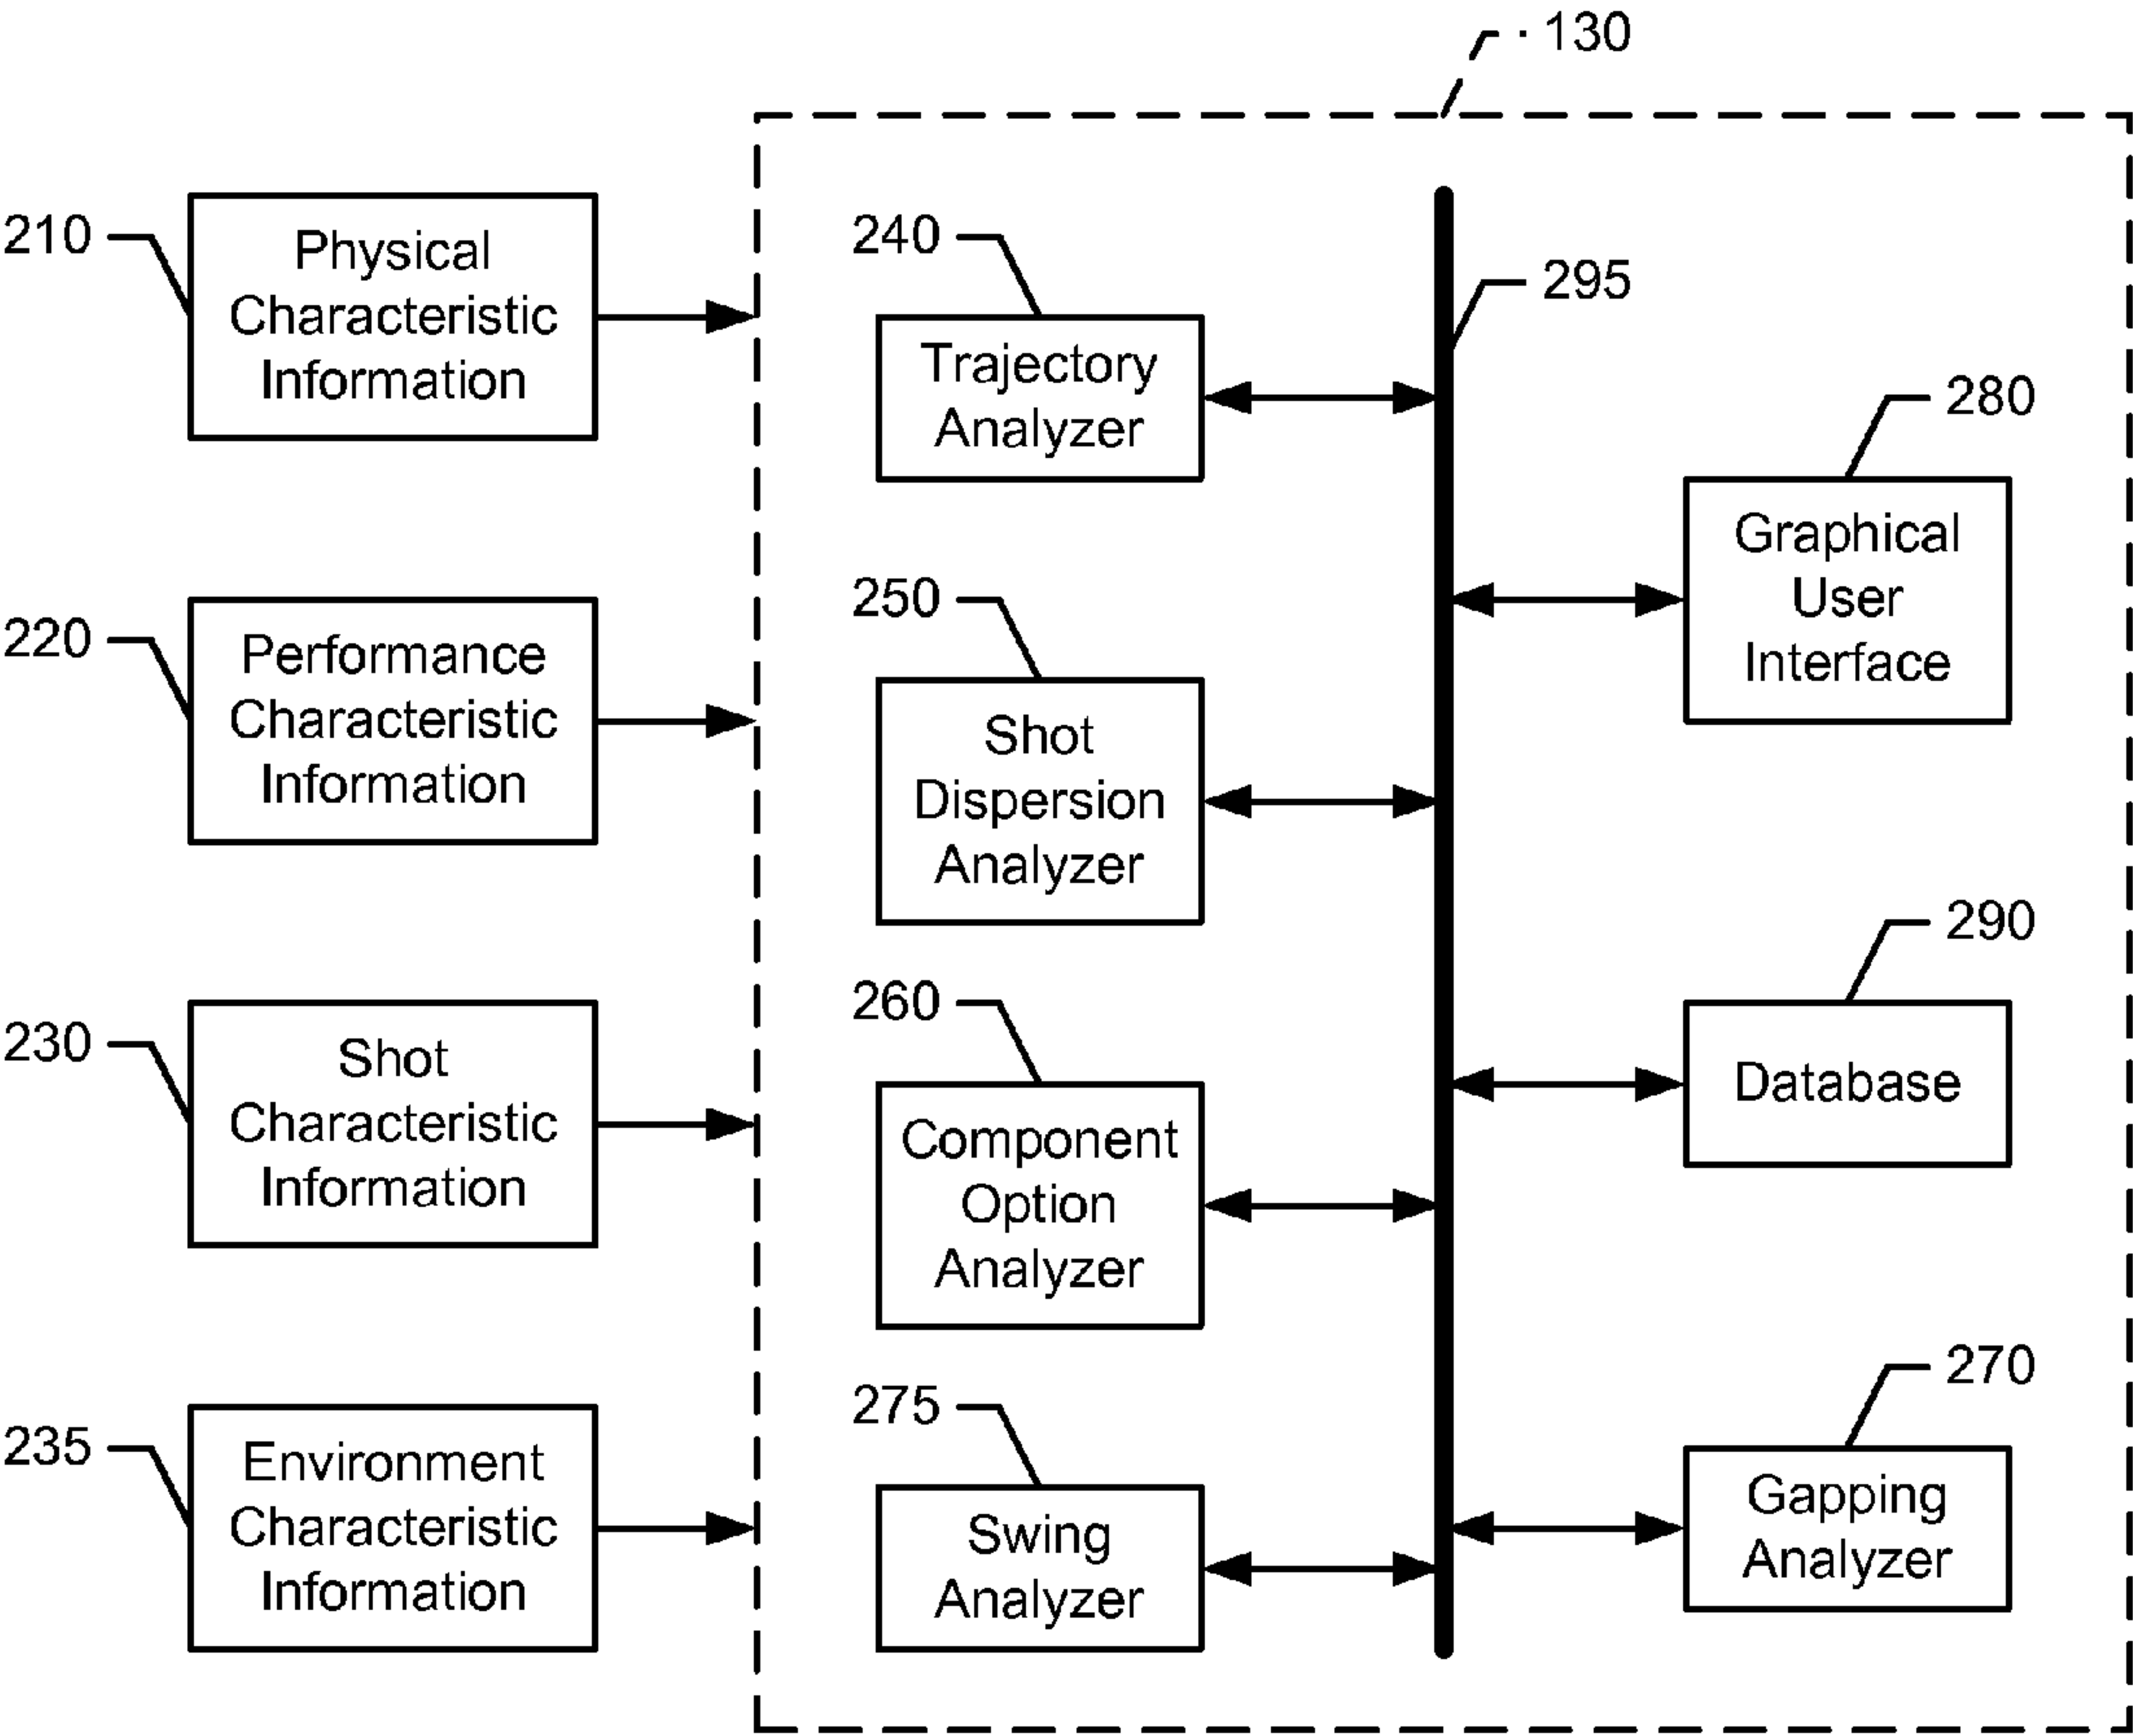 130
210
Physical
Characteristic
Information
240
Trajectory
Analyzer
295
280
Graphical
User
Interface
220
Performance
Characteristic
Information
250
Shot
Dispersion
Analyzer
290
Database
230
Shot
Characteristic
Information
260
Component
Option
Analyzer
270
Gapping
Analyzer
235
Environment
Characteristic
Information
275
Swing
Analyzer